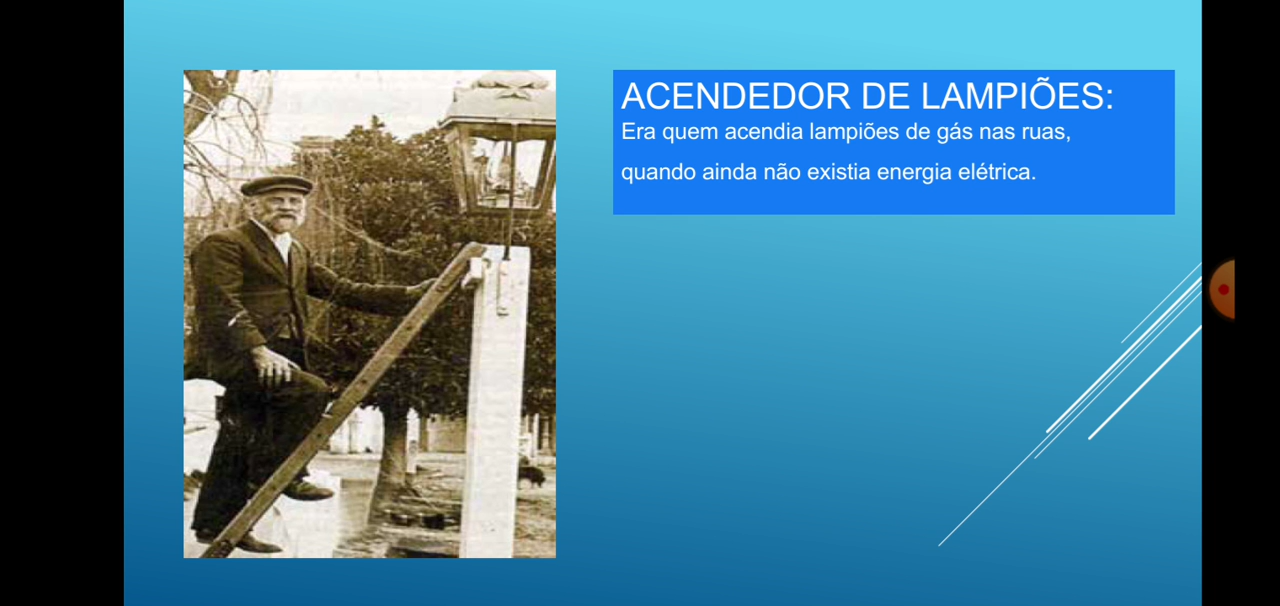 ACENDEDOR DE LAMPIÕES:
Era quem acendia lampiões de gás nas ruas,
quando ainda não existia energia elétrica.